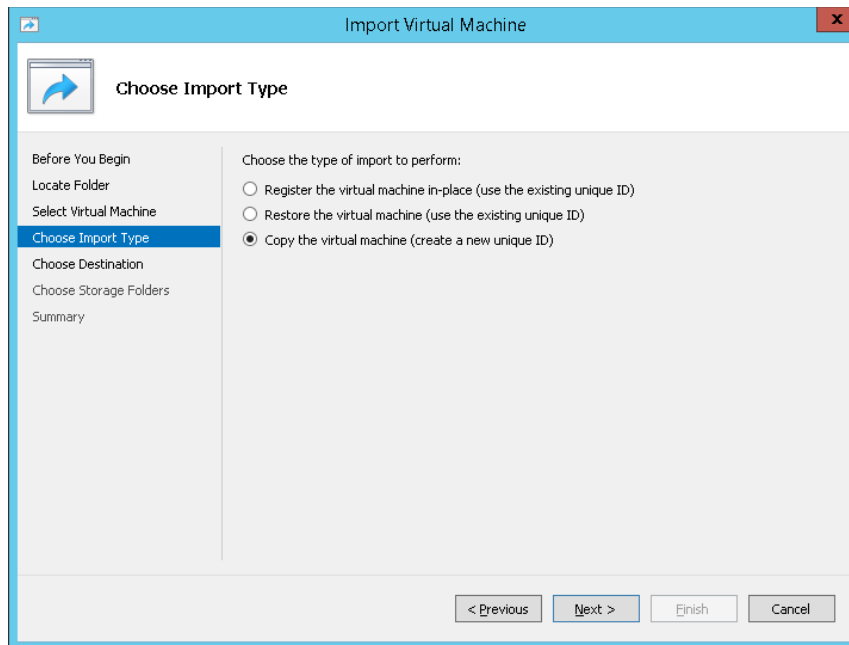 Import Virtual Machine
x
Choose Import Type
Before You Begin
Locate Folder
Select Virtual Machine
Choose Import Type
Choose Destination
Choose Storage Folders
Summary
Choose the type of import to perform:
Register the virtual machine in-place (use the existing unique ID)
Restore the virtual machine (use the existing unique ID)
Copy the virtual machine (create a new unique ID)
< Previous
Next >
Finish
Cancel